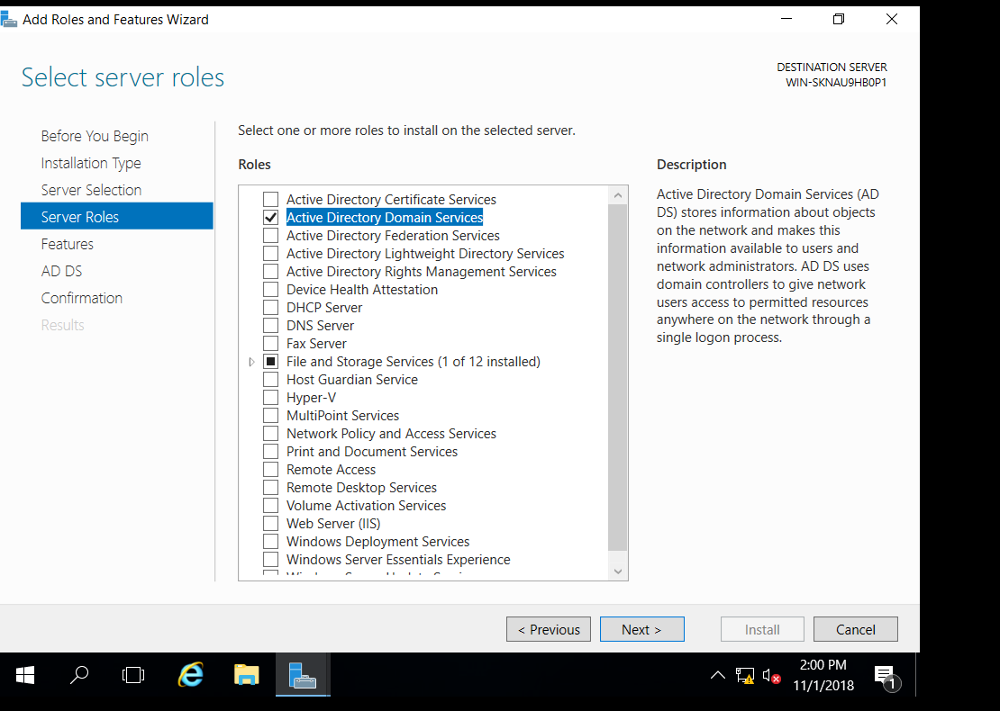 Add Roles and Features Wizard
Select server roles
DESTINATION SERVER
WIN-SKNAU9HB0P1
Before You Begin
Installation Type
Server Selection
Server Roles
Features
AD DS
Confirmation
Results
Select one or more roles to install on the selected server.
Roles
Active Directory Certificate Services
Active Directory Domain Services
Active Directory Federation Services
Active Directory Lightweight Directory Services
Active Directory Rights Management Services
Device Health Attestation
DHCP Server
DNS Server
Fax Server
File and Storage Services (1 of 12 installed)
Host Guardian Service
Hyper-V
MultiPoint Services
Network Policy and Access Services
Print and Document Services
Remote Access
Remote Desktop Services
Volume Activation Services
Web Server (IIS)
Windows Deployment Services
Windows Server Essentials Experience
Description
Active Directory Domain Services (AD
DS) stores information about objects
on the network and makes this
information available to users and
network administrators. AD DS uses
domain controllers to give network
users access to permitted resources
anywhere on the network through a
single logon process.
< Previous
Next >
Install
Cancel
2:00 PM
11/1/2018
1